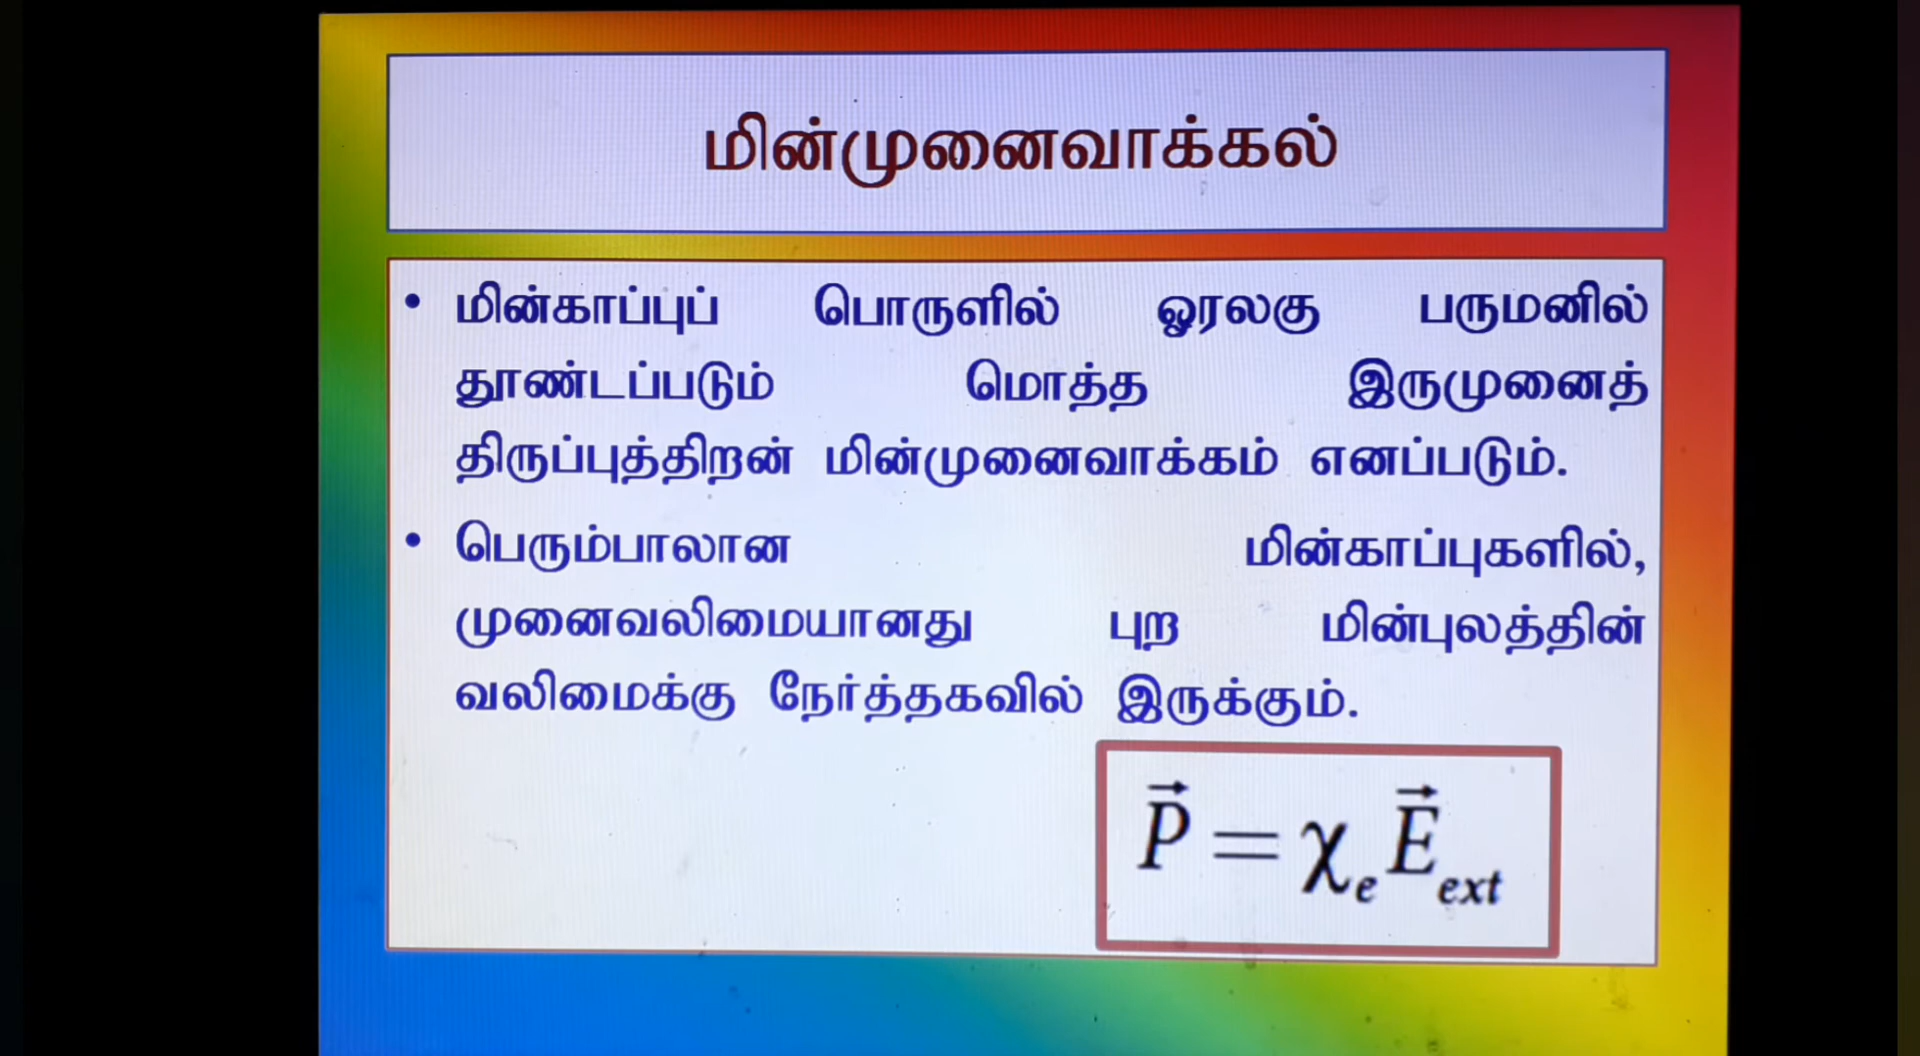 மின்முனைவாக்கல்
• மின்காப்புப் பொருளில் ஓரலகு பருமனில்
தூண்டப்படும் மொத்த இருமுனைத்
திருப்புத்திறன் மின்முனைவாக்கம் எனப்படும்.
• பெரும்பாலான மின்காப்புகளில்,
முனைவலிமையானது புற மின்புலத்தின்
வலிமைக்கு நேர்த்தகவில் இருக்கும்.
P⃗ = χₑ E⃗ ext